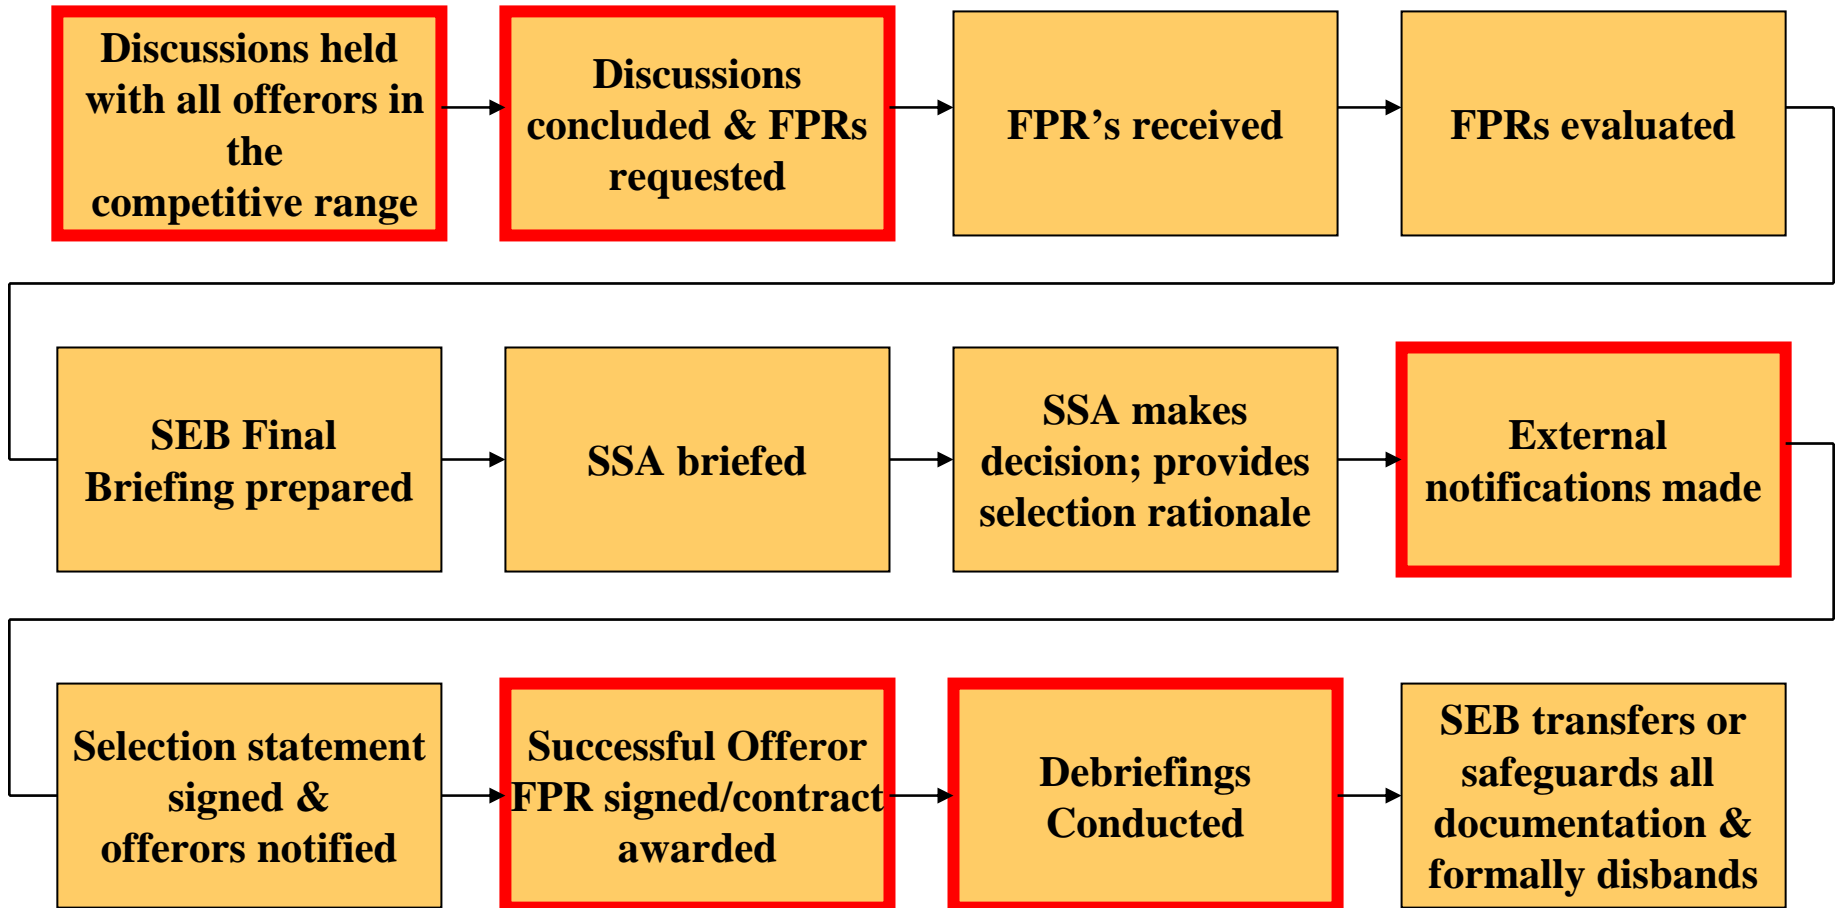 Discussions held
with all offerors in
the
competitive range
Discussions
concluded & FPRs
requested
FPR’s received
FPRs evaluated
SEB Final
Briefing prepared
SSA briefed
SSA makes
decision; provides
selection rationale
External
notifications made
Selection statement
signed &
offerors notified
Successful Offeror
FPR signed/contract
awarded
Debriefings
Conducted
SEB transfers or
safeguards all
documentation &
formally disbands